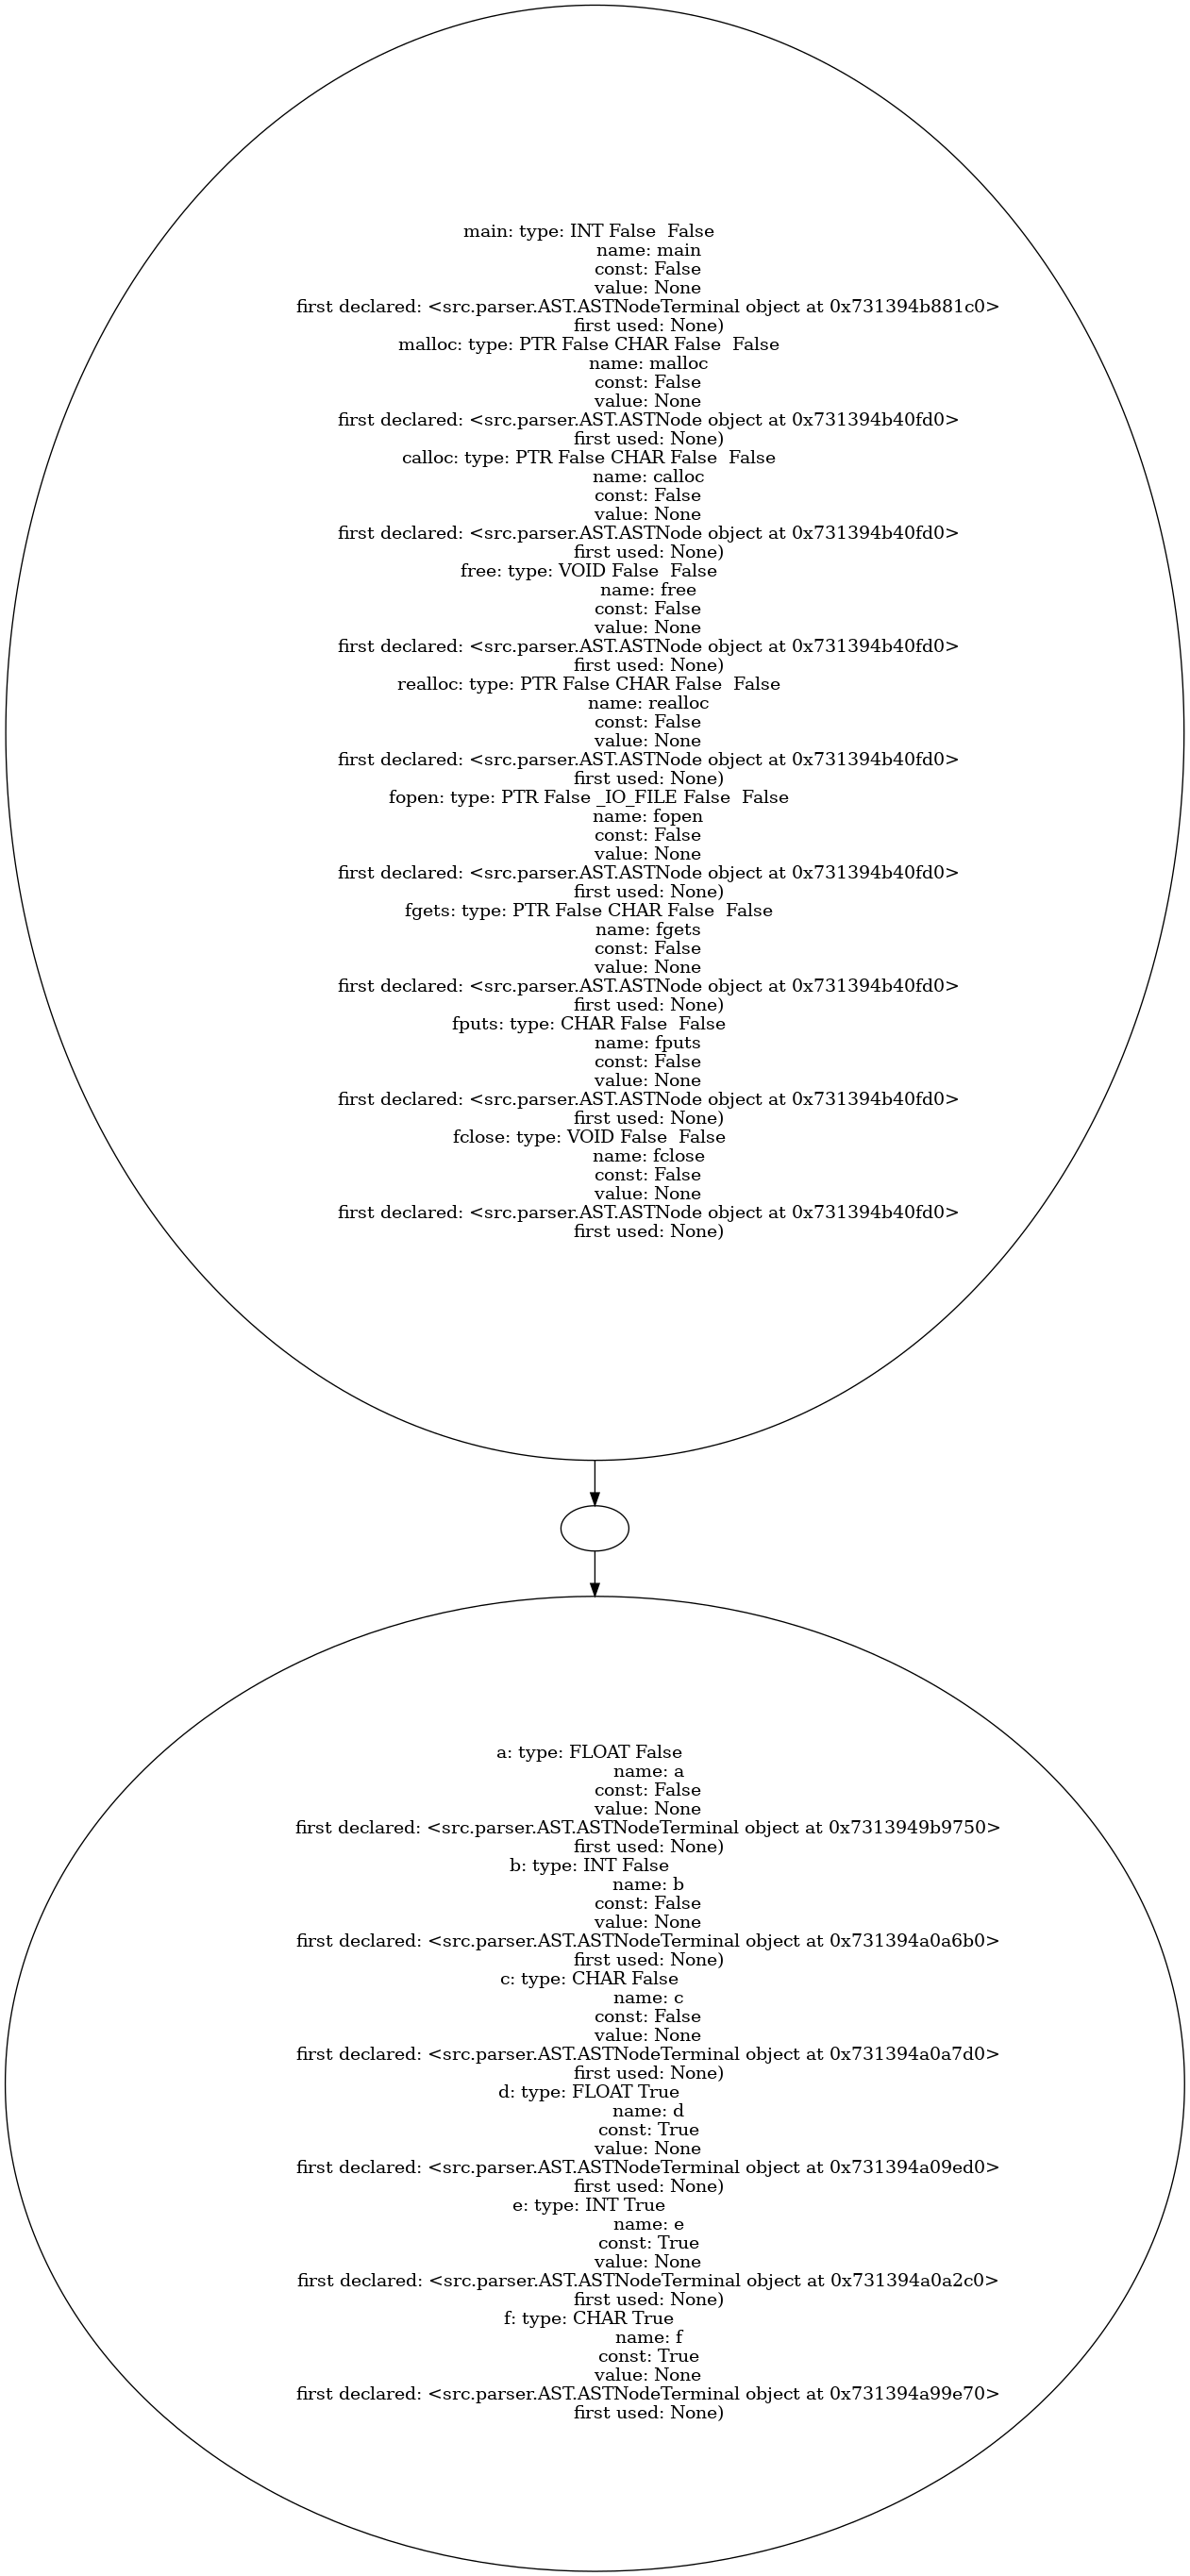 main: type: INT False  False
name: main
const: False
value: None
first declared: <src.parser.AST.ASTNodeTerminal object at 0x731394b881c0>
first used: None)
malloc: type: PTR False CHAR False  False
name: malloc
const: False
value: None
first declared: <src.parser.AST.ASTNode object at 0x731394b40fd0>
first used: None)
calloc: type: PTR False CHAR False  False
name: calloc
const: False
value: None
first declared: <src.parser.AST.ASTNode object at 0x731394b40fd0>
first used: None)
free: type: VOID False  False
name: free
const: False
value: None
first declared: <src.parser.AST.ASTNode object at 0x731394b40fd0>
first used: None)
realloc: type: PTR False CHAR False  False
name: realloc
const: False
value: None
first declared: <src.parser.AST.ASTNode object at 0x731394b40fd0>
first used: None)
fopen: type: PTR False _IO_FILE False  False
name: fopen
const: False
value: None
first declared: <src.parser.AST.ASTNode object at 0x731394b40fd0>
first used: None)
fgets: type: PTR False CHAR False  False
name: fgets
const: False
value: None
first declared: <src.parser.AST.ASTNode object at 0x731394b40fd0>
first used: None)
fputs: type: CHAR False  False
name: fputs
const: False
value: None
first declared: <src.parser.AST.ASTNode object at 0x731394b40fd0>
first used: None)
fclose: type: VOID False  False
name: fclose
const: False
value: None
first declared: <src.parser.AST.ASTNode object at 0x731394b40fd0>
first used: None)
a: type: FLOAT False
name: a
const: False
value: None
first declared: <src.parser.AST.ASTNodeTerminal object at 0x7313949b9750>
first used: None)
b: type: INT False
name: b
const: False
value: None
first declared: <src.parser.AST.ASTNodeTerminal object at 0x731394a0a6b0>
first used: None)
c: type: CHAR False
name: c
const: False
value: None
first declared: <src.parser.AST.ASTNodeTerminal object at 0x731394a0a7d0>
first used: None)
d: type: FLOAT True
name: d
const: True
value: None
first declared: <src.parser.AST.ASTNodeTerminal object at 0x731394a09ed0>
first used: None)
e: type: INT True
name: e
const: True
value: None
first declared: <src.parser.AST.ASTNodeTerminal object at 0x731394a0a2c0>
first used: None)
f: type: CHAR True
name: f
const: True
value: None
first declared: <src.parser.AST.ASTNodeTerminal object at 0x731394a99e70>
first used: None)